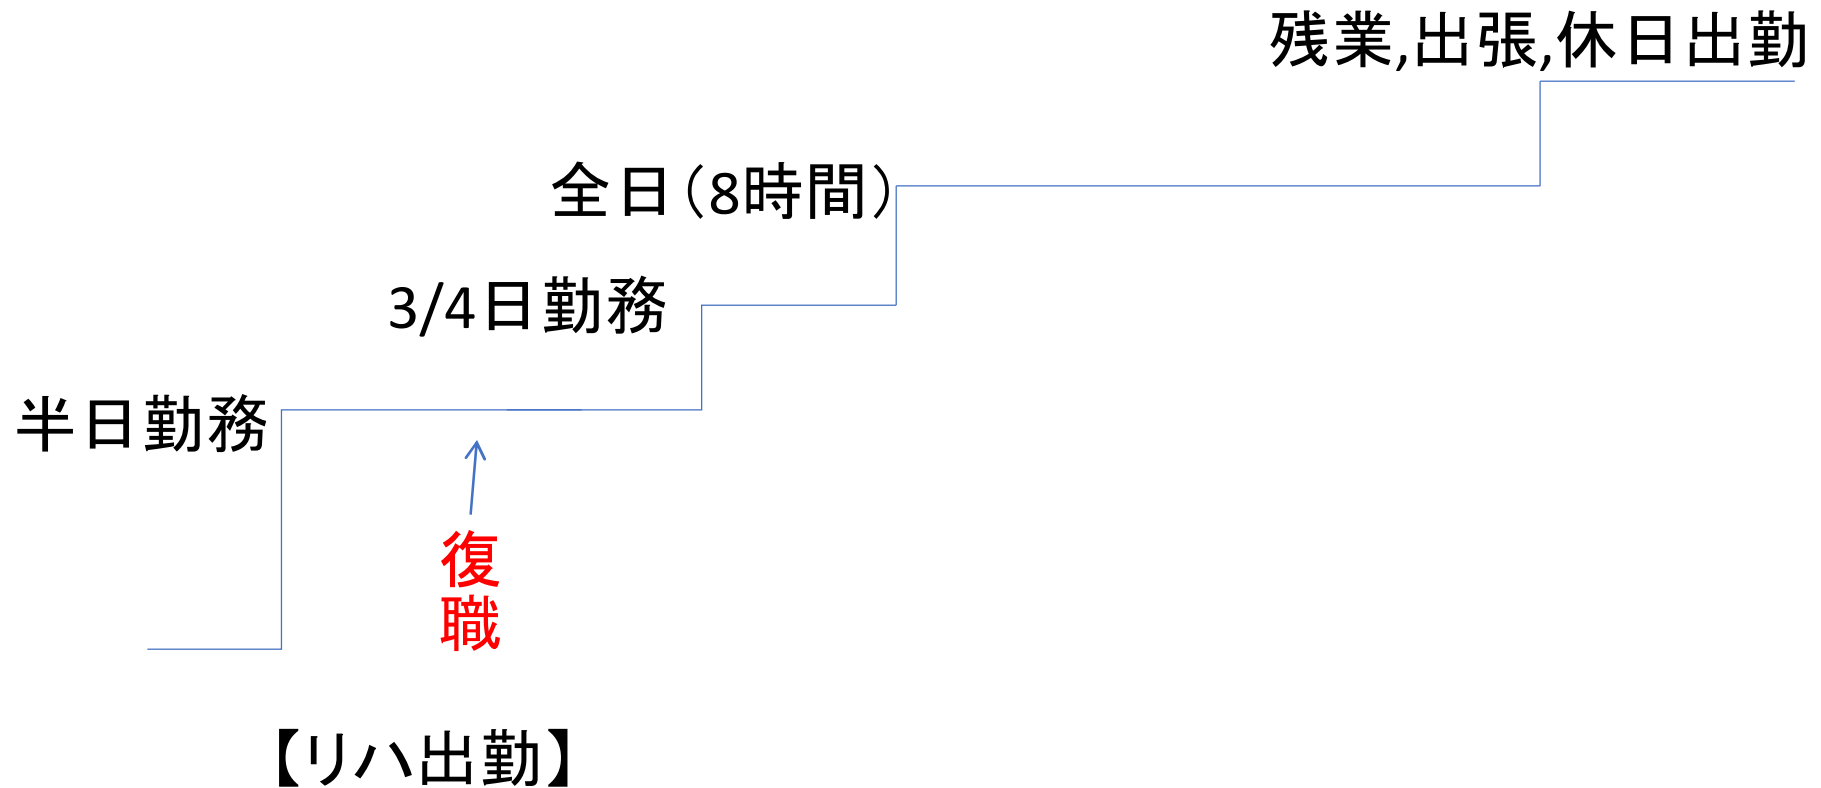 残業,出張,休日出勤
全日(8時間)
3/4日勤務
半日勤務
復職
【リハ出勤】